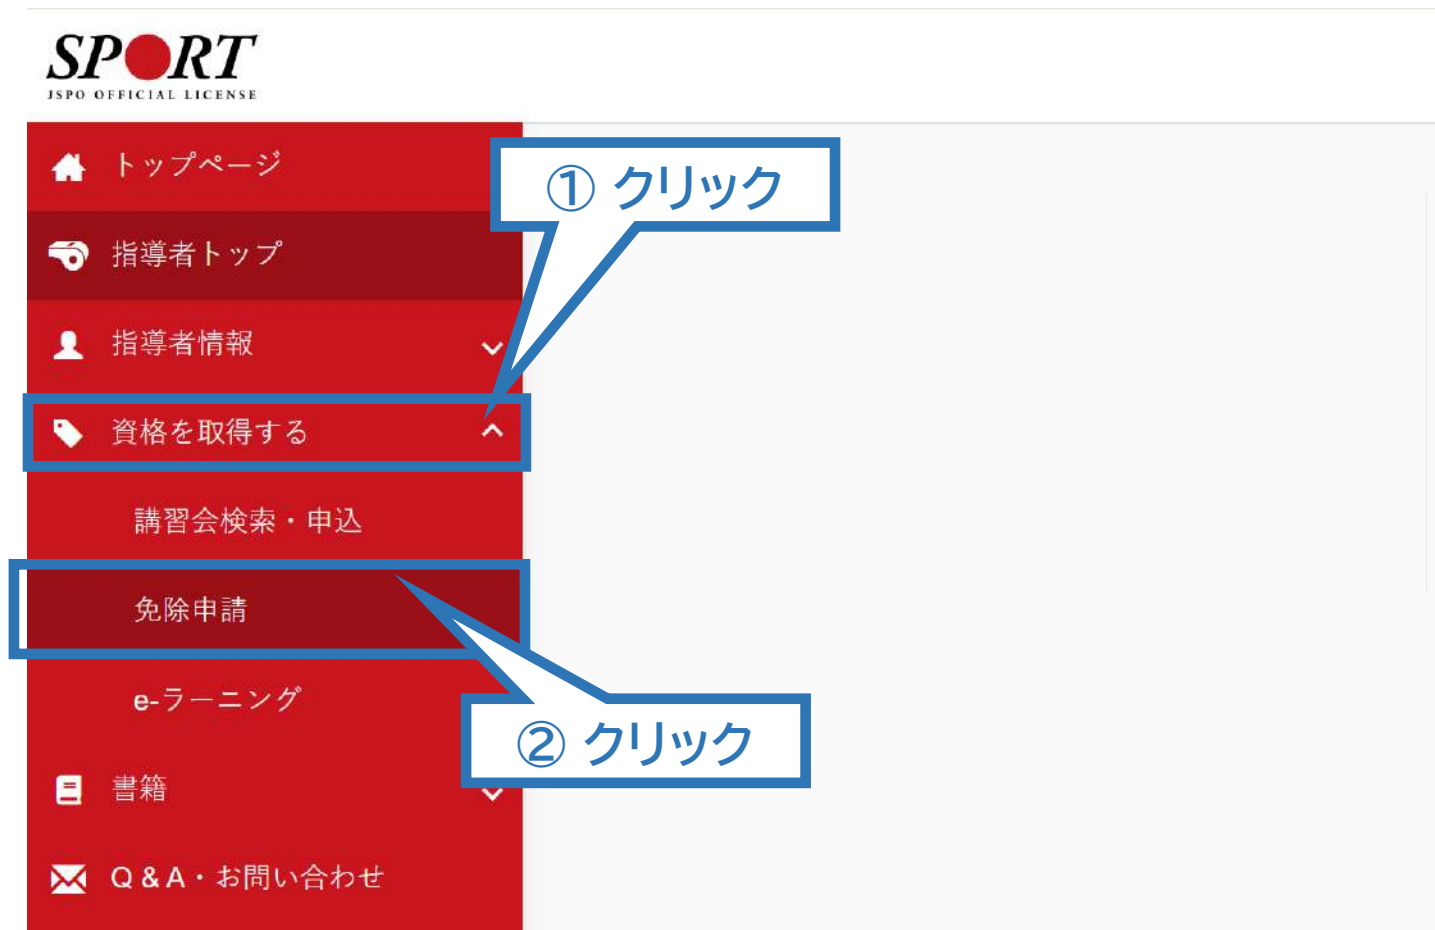 SPORT
JSPO OFFICIAL LICENSE
トップページ
① クリック
指導者トップ
指導者情報
資格を取得する
講習会検索・申込
免除申請
e-ラーニング
② クリック
書籍
Q&A・お問い合わせ